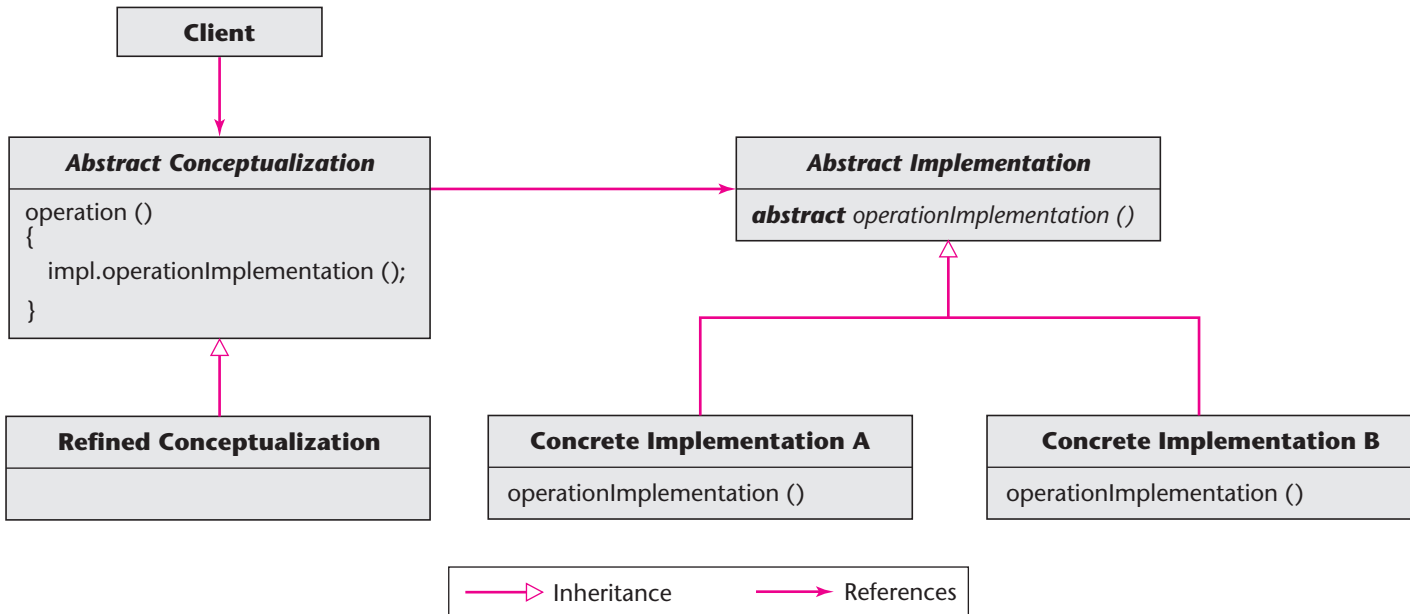 Client
Abstract Conceptualization
operation ()
{
impl.operationImplementation ();
}
Abstract Implementation
abstract operationImplementation ()
Refined Conceptualization
Concrete Implementation A
operationImplementation ()
Concrete Implementation B
operationImplementation ()
Inheritance
References